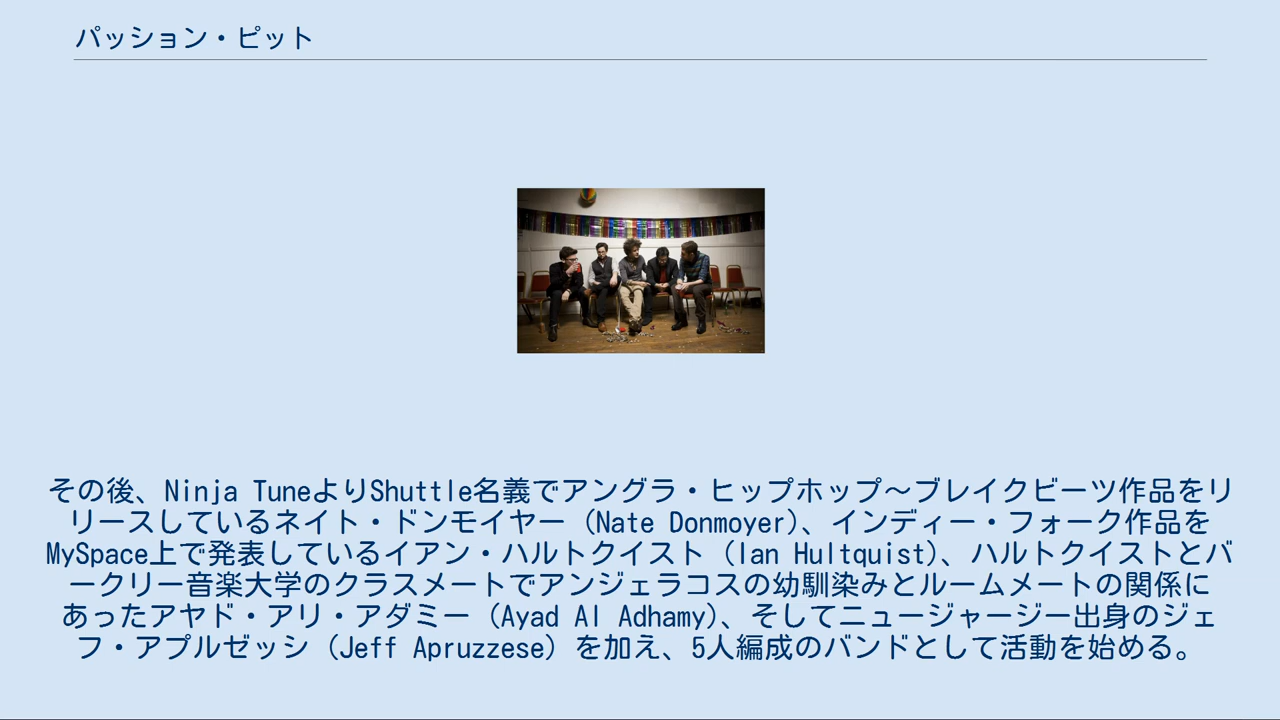 パッション・ピット
その後、Ninja TuneよりShuttle名義でアングラ・ヒップホップ～ブレイクビーツ作品をリ
リースしているネイト・ドンモイヤー（Nate Donmoyer）、インディー・フォーク作品を
MySpace上で発表しているイアン・ハルトクイスト（Ian Hultquist）、ハルトクイストとバ
ークリー音楽大学のクラスメートでアンジェラコスの幼馴染みとルームメートの関係に
あったアヤド・アリ・アダミー（Ayad Al Adhamy）、そしてニュージャージー出身のジェ
フ・アプルゼッシ（Jeff Apruzzese）を加え、5人編成のバンドとして活動を始める。